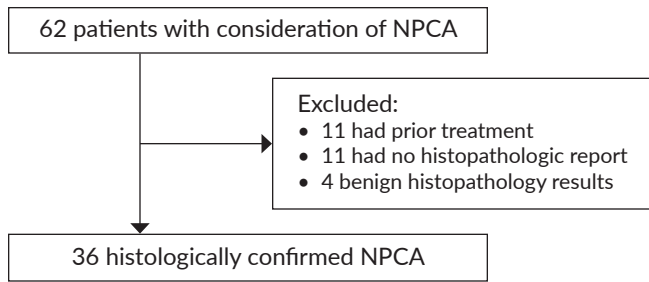 62 patients with consideration of NPCA
Excluded:
• 11 had prior treatment
• 11 had no histopathologic report
• 4 benign histopathology results
36 histologically confirmed NPCA